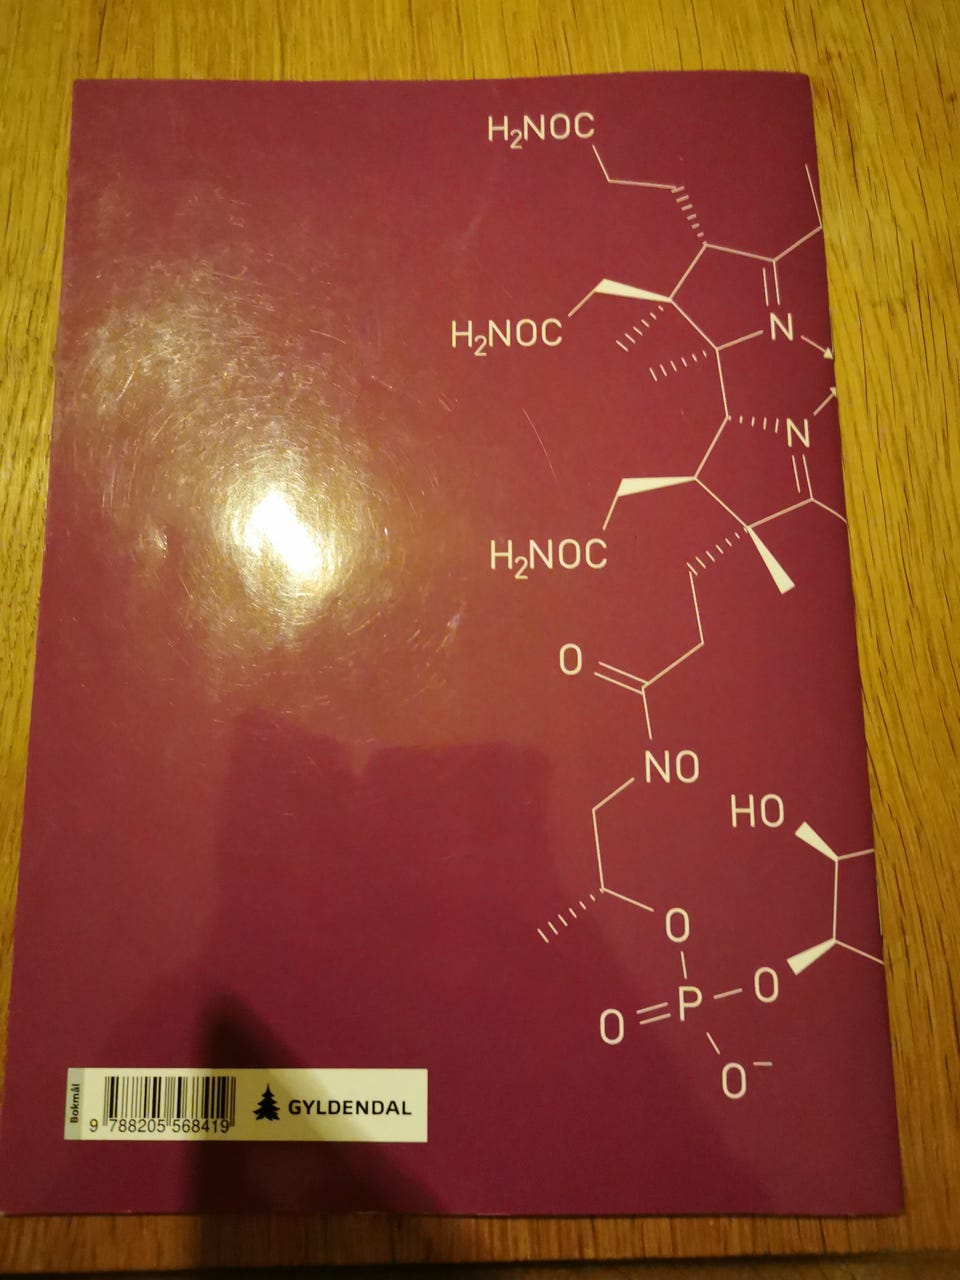 H₂NOC
N
H₂NOC
N
H₂NOC
O
NO
HO
O
O
P
O
O⁻
Bokmål
9 788205 568419
GYLDENDAL